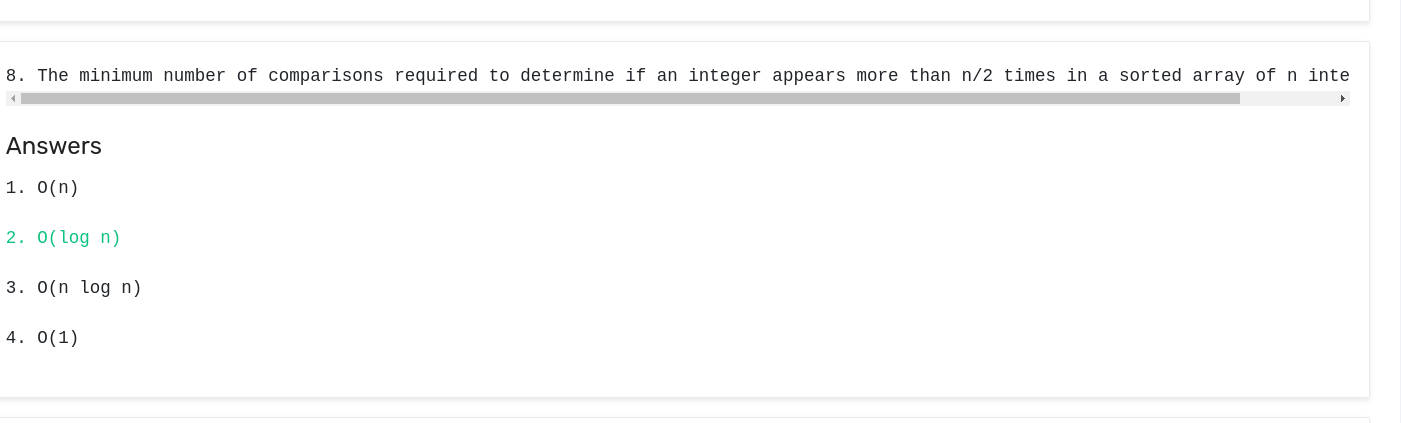 8. The minimum number of comparisons required to determine if an integer appears more than n/2 times in a sorted array of n inte
Answers
1. O(n)
2. O(log n)
3. O(n log n)
4. O(1)